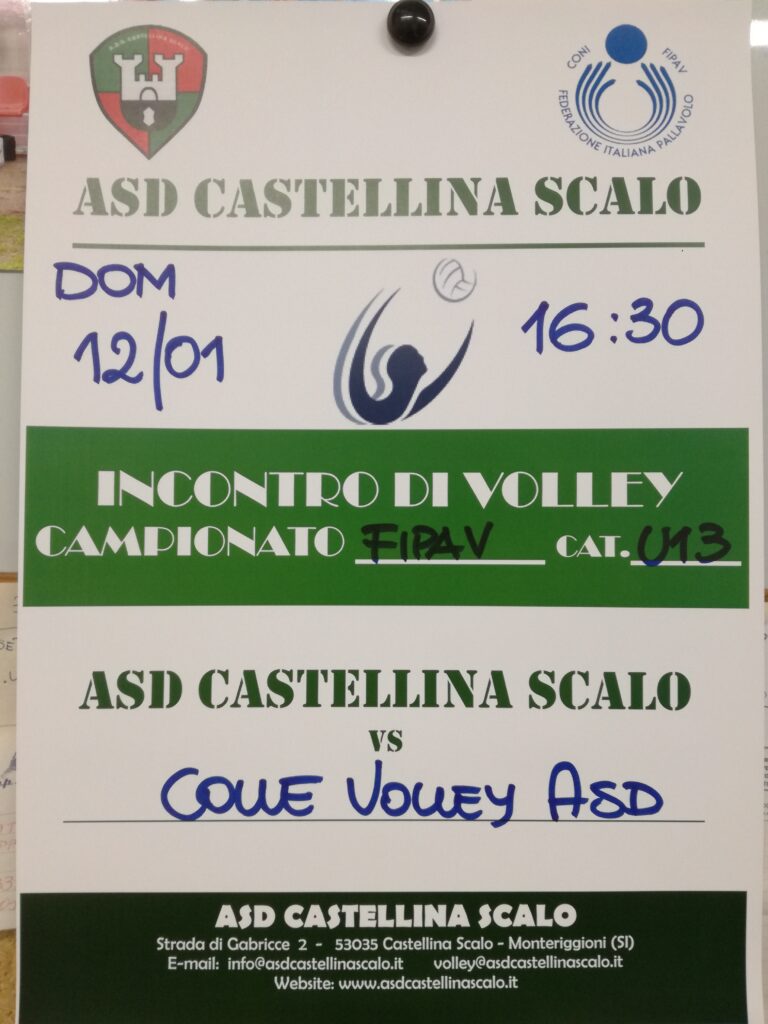 A.S.D. CASTELLINA SCALO
CONI FIPAV
FEDERAZIONE ITALIANA PALLAVOLO
ASD CASTELLINA SCALO
DOM
12/01
16:30
INCONTRO DI VOLLEY
CAMPIONATO FIPAV CAT. U13
ASD CASTELLINA SCALO
VS
COLLE VOLLEY ASD
ASD CASTELLINA SCALO
Strada di Gabricce 2 - 53035 Castellina Scalo - Monteriggioni (SI)
E-mail: info@asdcastellinascalo.it volley@asdcastellinascalo.it
Website: www.asdcastellinascalo.it